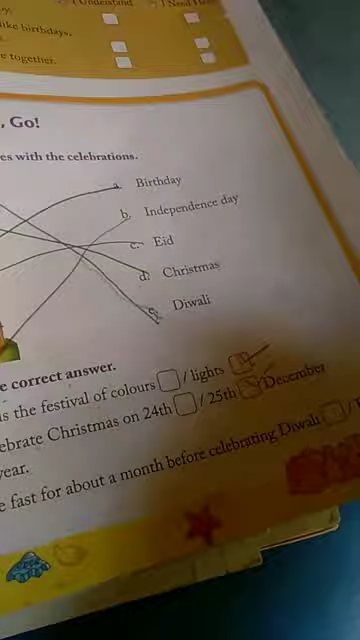 I Understand I Need
like birthdays.
e together.
, Go!
es with the celebrations.
a. Birthday
b. Independence day
c. Eid
d. Christmas
e. Diwali
e correct answer.
is the festival of colours / lights
ebrate Christmas on 24th / 25th December
year.
e fast for about a month before celebrating Diwali /